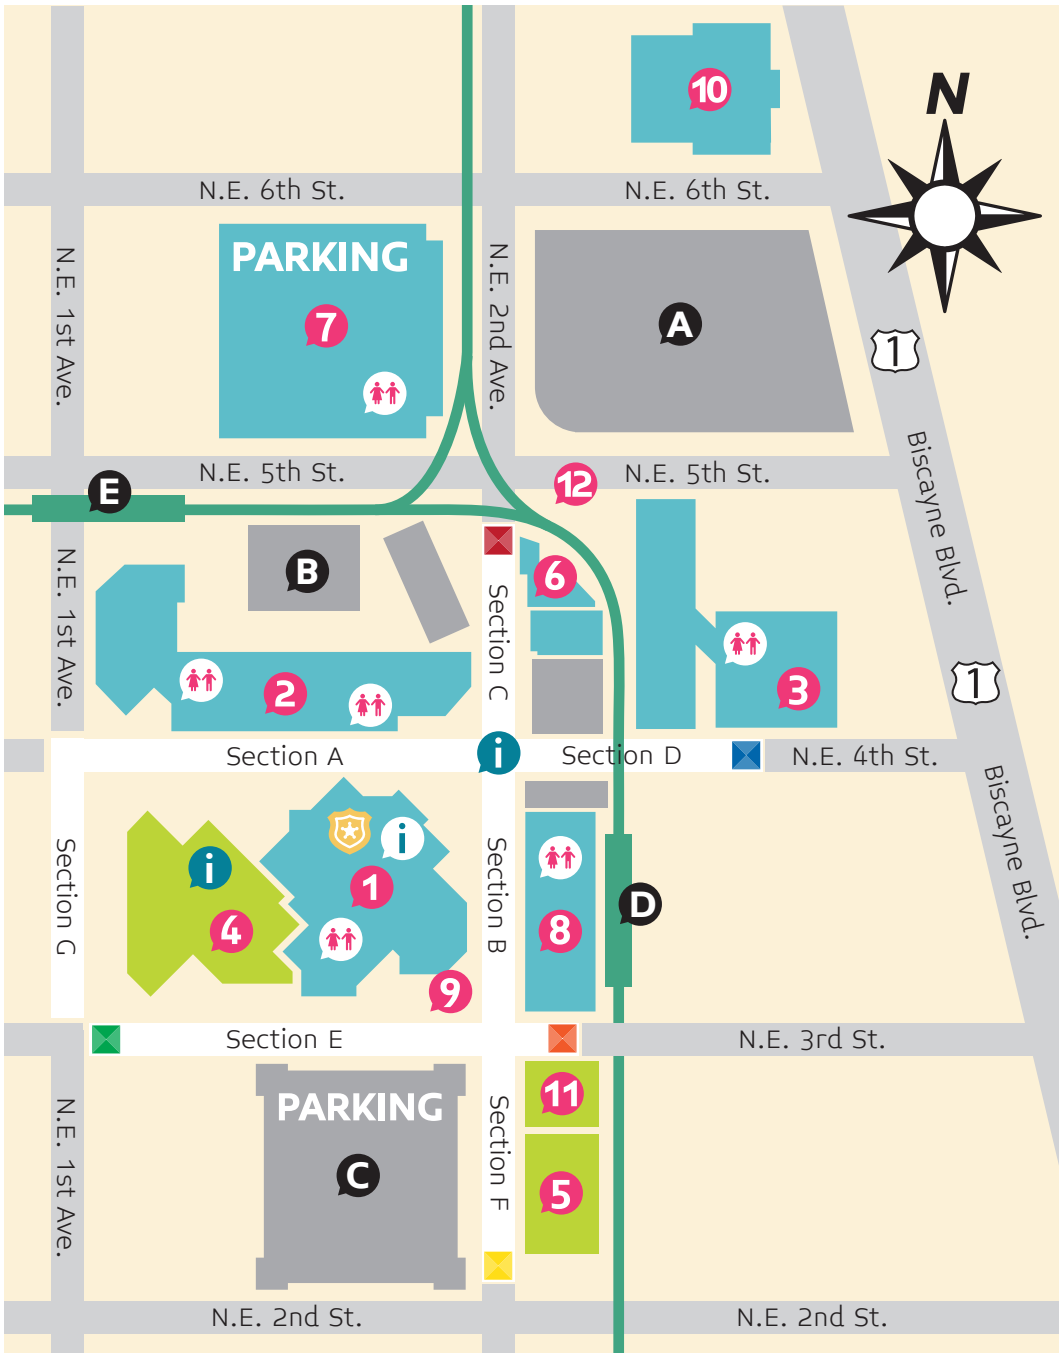 10
N
N.E. 6th St.
N.E. 6th St.
PARKING
7
N.E. 1st Ave.
N.E. 2nd Ave.
A
1
N.E. 5th St.
N.E. 5th St.
12
E
Biscayne Blvd.
B
6
N.E. 1st Ave.
Section C
2
3
1
Section A
i
Section D
N.E. 4th St.
Biscayne Blvd.
i
i
1
Section G
4
Section B
8
D
9
Section E
N.E. 3rd St.
PARKING
11
N.E. 1st Ave.
Section F
C
5
N.E. 2nd St.
N.E. 2nd St.